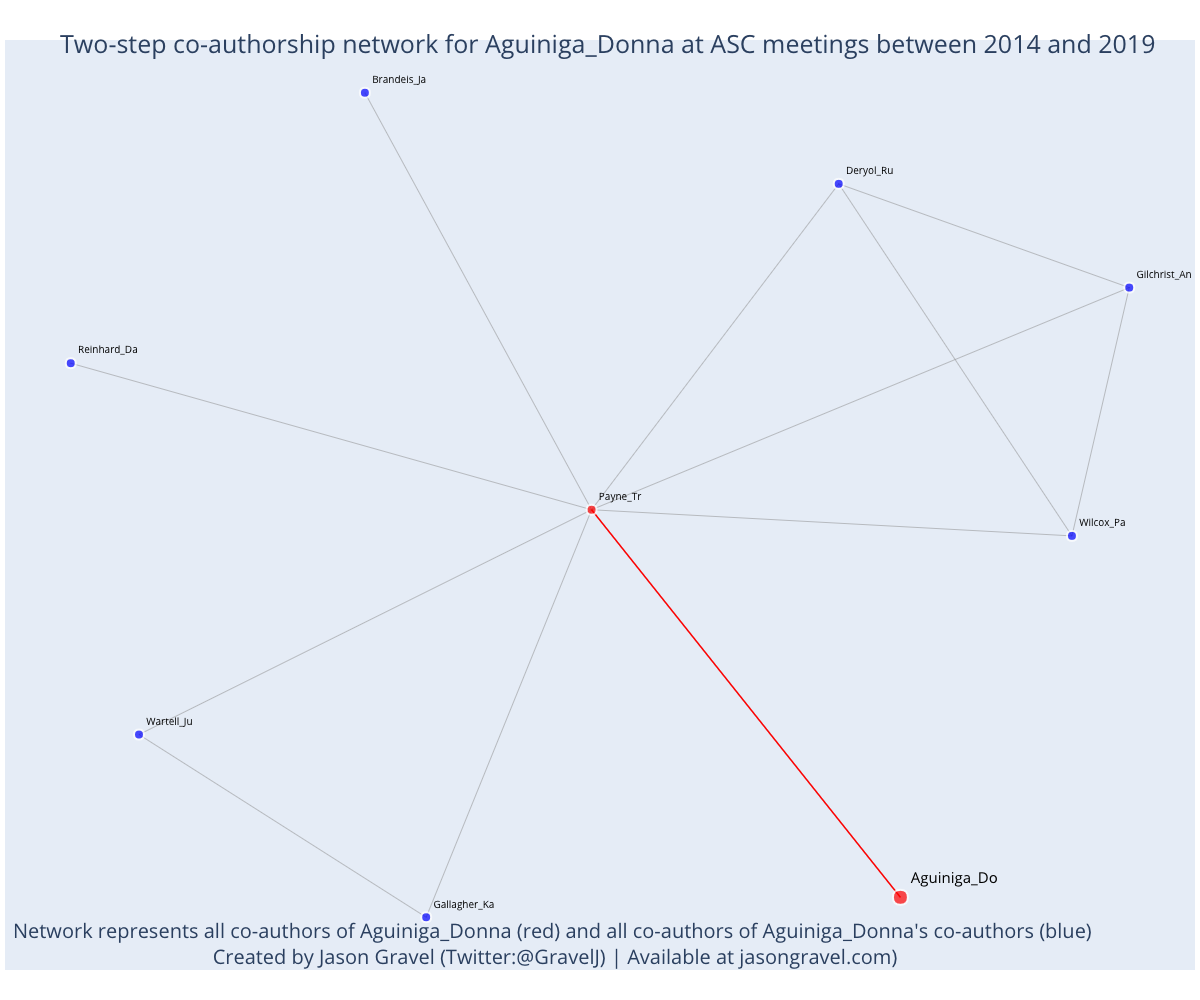 Two-step co-authorship network for Aguiniga_Donna at ASC meetings between 2014 and 2019
Brandeis_Ja
Deryol_Ru
Gilchrist_An
Reinhard_Da
Payne_Tr
Wilcox_Pa
Wartell_Ju
Aguiniga_Do
Gallagher_Ka
Network represents all co-authors of Aguiniga_Donna (red) and all co-authors of Aguiniga_Donna's co-authors (blue)
Created by Jason Gravel (Twitter:@GravelJ) | Available at jasongravel.com)